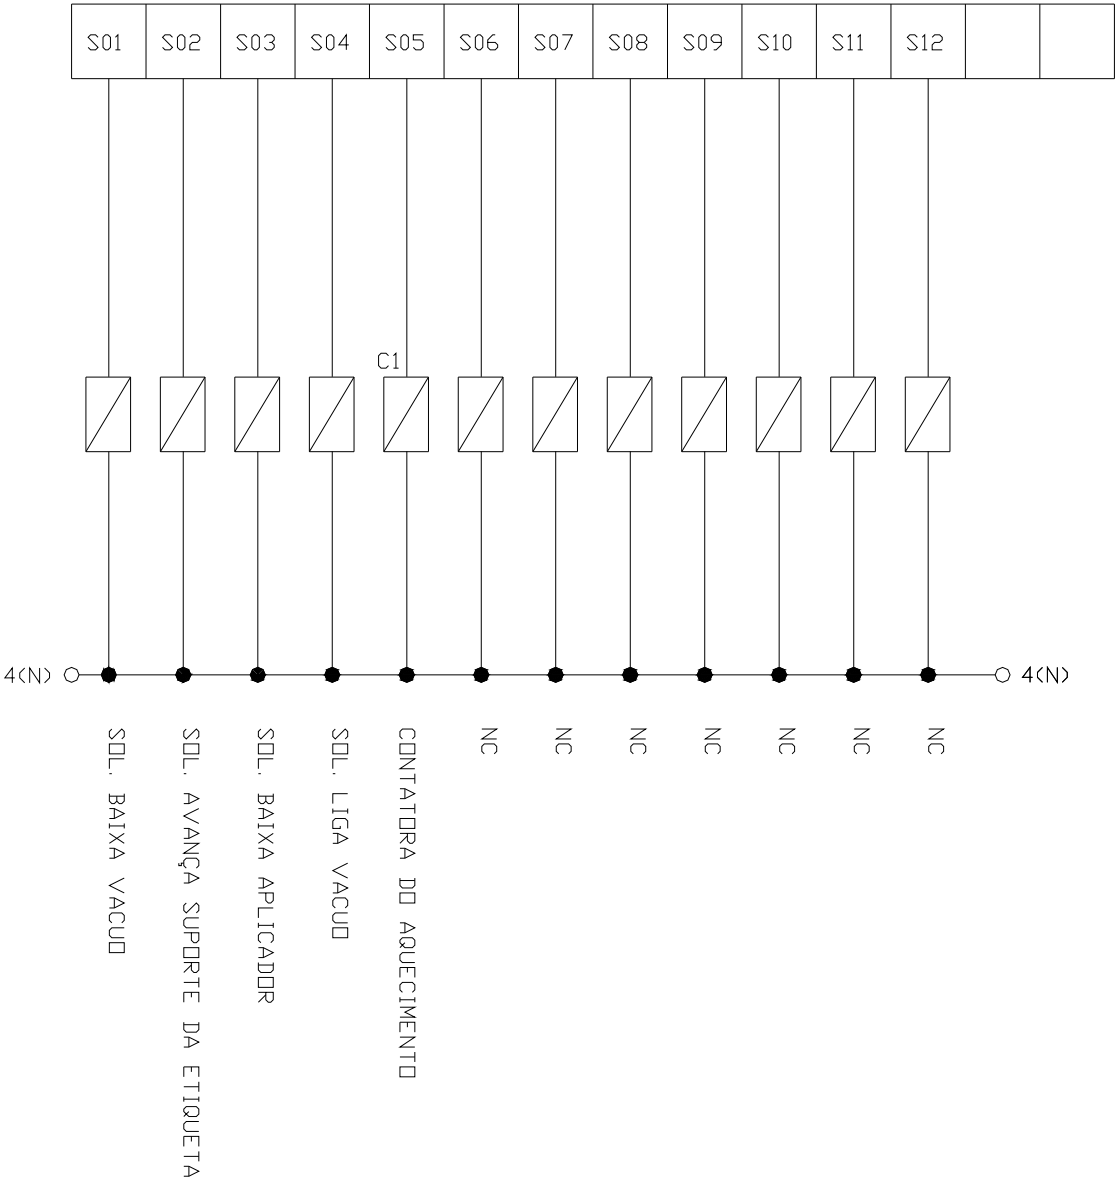 S01 S02 S03 S04 S05 S06 S07 S08 S09 S10 S11 S12
C1
4(N) 4(N)
SOL. BAIXA VACUO
SOL. AVANÇA SUPORTE DA ETIQUETA
SOL. BAIXA APLICADOR
SOL. LIGA VACUO
CONTATORA DO AQUECIMENTO
NC
NC
NC
NC
NC
NC
NC